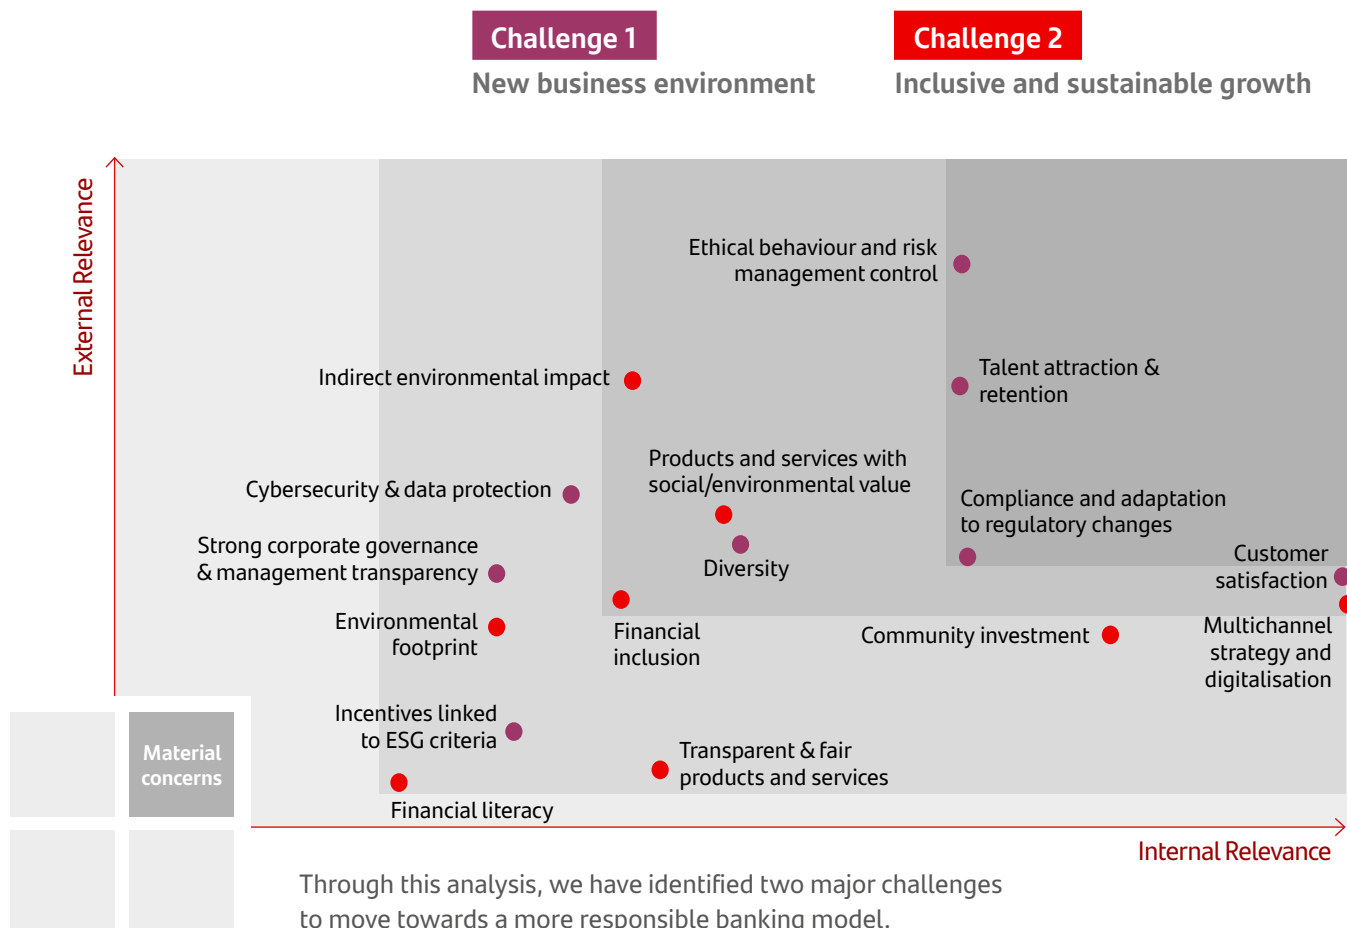 Challenge 1
New business environment
Challenge 2
Inclusive and sustainable growth
External Relevance
Ethical behaviour and risk
management control
Indirect environmental impact
Talent attraction &
retention
Products and services with
social/environmental value
Cybersecurity & data protection
Compliance and adaptation
to regulatory changes
Strong corporate governance
& management transparency
Diversity
Customer
satisfaction
Environmental
footprint
Financial
inclusion
Community investment
Multichannel
strategy and
digitalisation
Incentives linked
to ESG criteria
Transparent & fair
products and services
Material
concerns
Financial literacy
Internal Relevance
Through this analysis, we have identified two major challenges
to move towards a more responsible banking model.